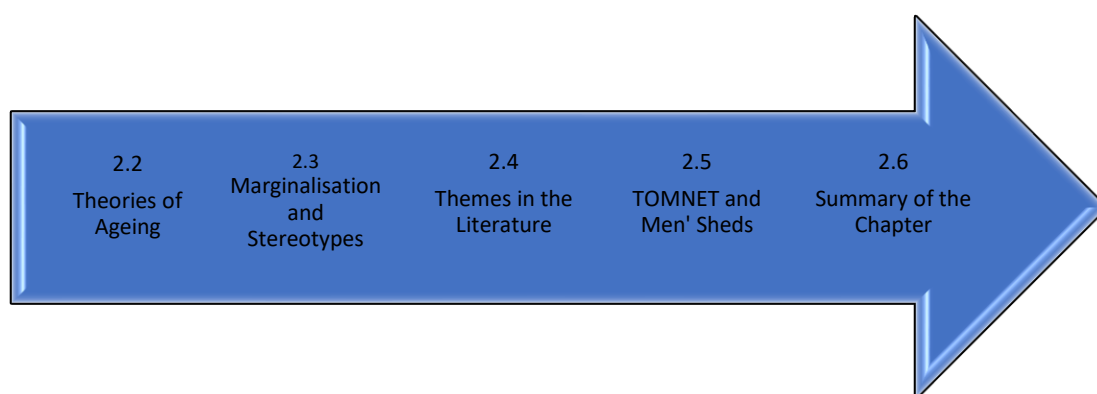 2.2
Theories of
Ageing
2.3
Marginalisation
and
Stereotypes
2.4
Themes in the
Literature
2.5
TOMNET and
Men' Sheds
2.6
Summary of the
Chapter